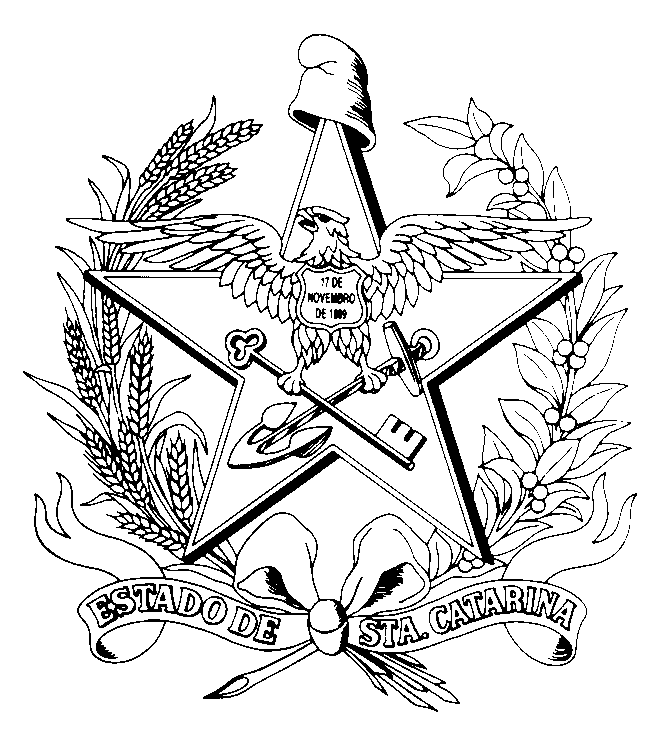 17 DE
NOVEMBRO
DE 1889
ESTADO DE STA. CATARINA